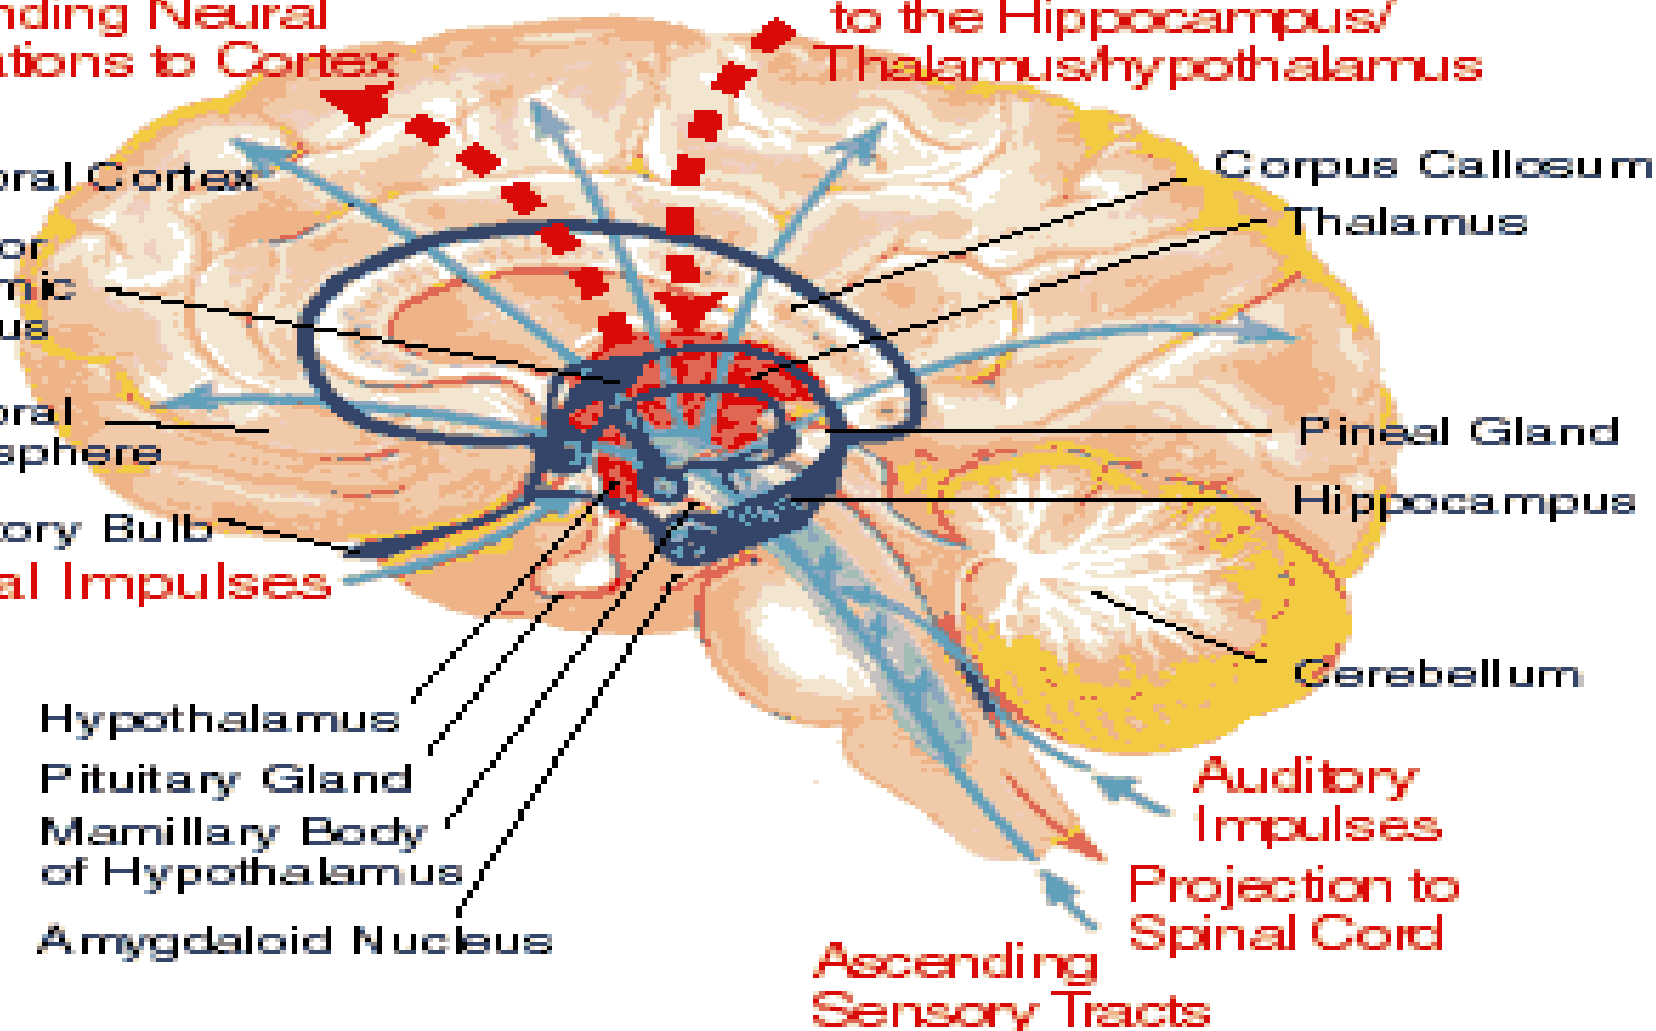 nding Neural
ations to Cortex
to the Hippocampus/
Thalamus/hypothalamus
oral Cortex
or
mic
us
oral
sphere
tory Bulb
al Impulses
Corpus Callosum
Thalamus
Pineal Gland
Hippocampus
Cerebellum
Hypothalamus
Pituitary Gland
Mamillary Body
of Hypothalamus
Amygdaloid Nucleus
Auditory
Impulses
Projection to
Spinal Cord
Ascending
Sensory Tracts